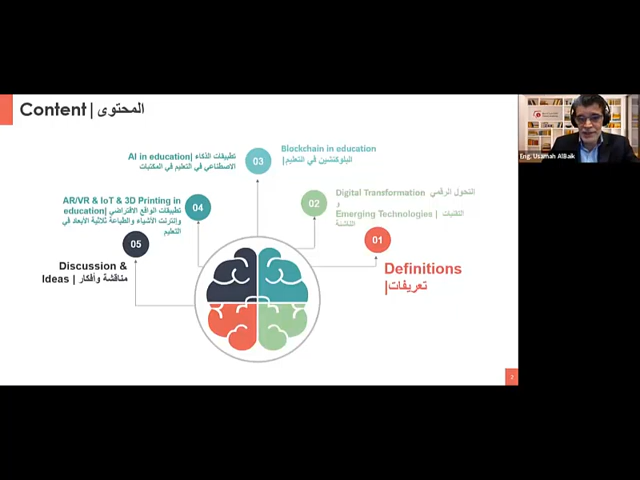 Content | المحتوى
Eng. Usamah AlBaik
03
AI in education| تطبيقات الذكاء
الاصطناعي في التعليم في المكتبات
Blockchain in education
|البلوكتشين في التعليم
04
AR/VR & IoT & 3D Printing in
education| تطبيقات الواقع الافتراضي
وإنترنت الأشياء والطباعة ثلاثية الأبعاد في
التعليم
02
Digital Transformation التحول الرقمي
و
Emerging Technologies | التقنيات
الناشئة
05
Discussion &
Ideas | مناقشة وأفكار
01
Definitions
|تعريفات
2